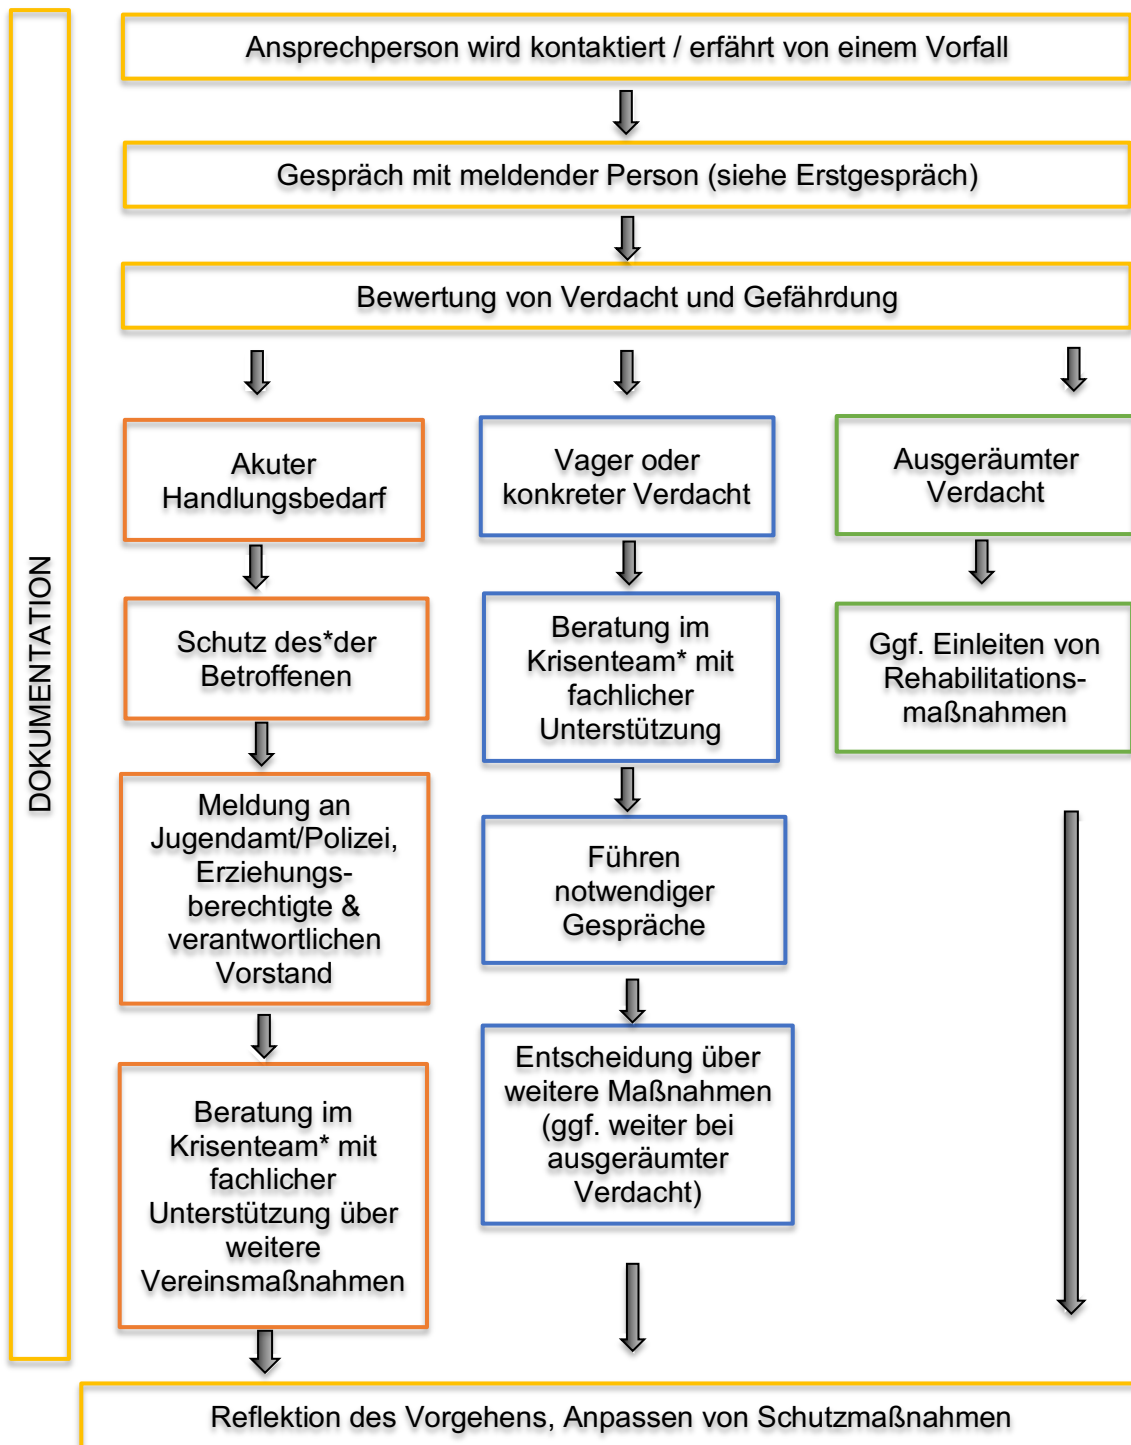 Ansprechperson wird kontaktiert / erfährt von einem Vorfall
Gespräch mit meldender Person (siehe Erstgespräch)
Bewertung von Verdacht und Gefährdung
Akuter
Handlungsbedarf
Schutz des*der
Betroffenen
Meldung an
Jugendamt/Polizei,
Erziehungs-
berechtigte &
verantwortlichen
Vorstand
Beratung im
Krisenteam* mit
fachlicher
Unterstützung über
weitere
Vereinsmaßnahmen
Vager oder
konkreter Verdacht
Beratung im
Krisenteam* mit
fachlicher
Unterstützung
Führen
notwendiger
Gespräche
Entscheidung über
weitere Maßnahmen
(ggf. weiter bei
ausgeräumter
Verdacht)
Ausgeräumter
Verdacht
Ggf. Einleiten von
Rehabilitations-
maßnahmen
DOKUMENTATION
Reflektion des Vorgehens, Anpassen von Schutzmaßnahmen